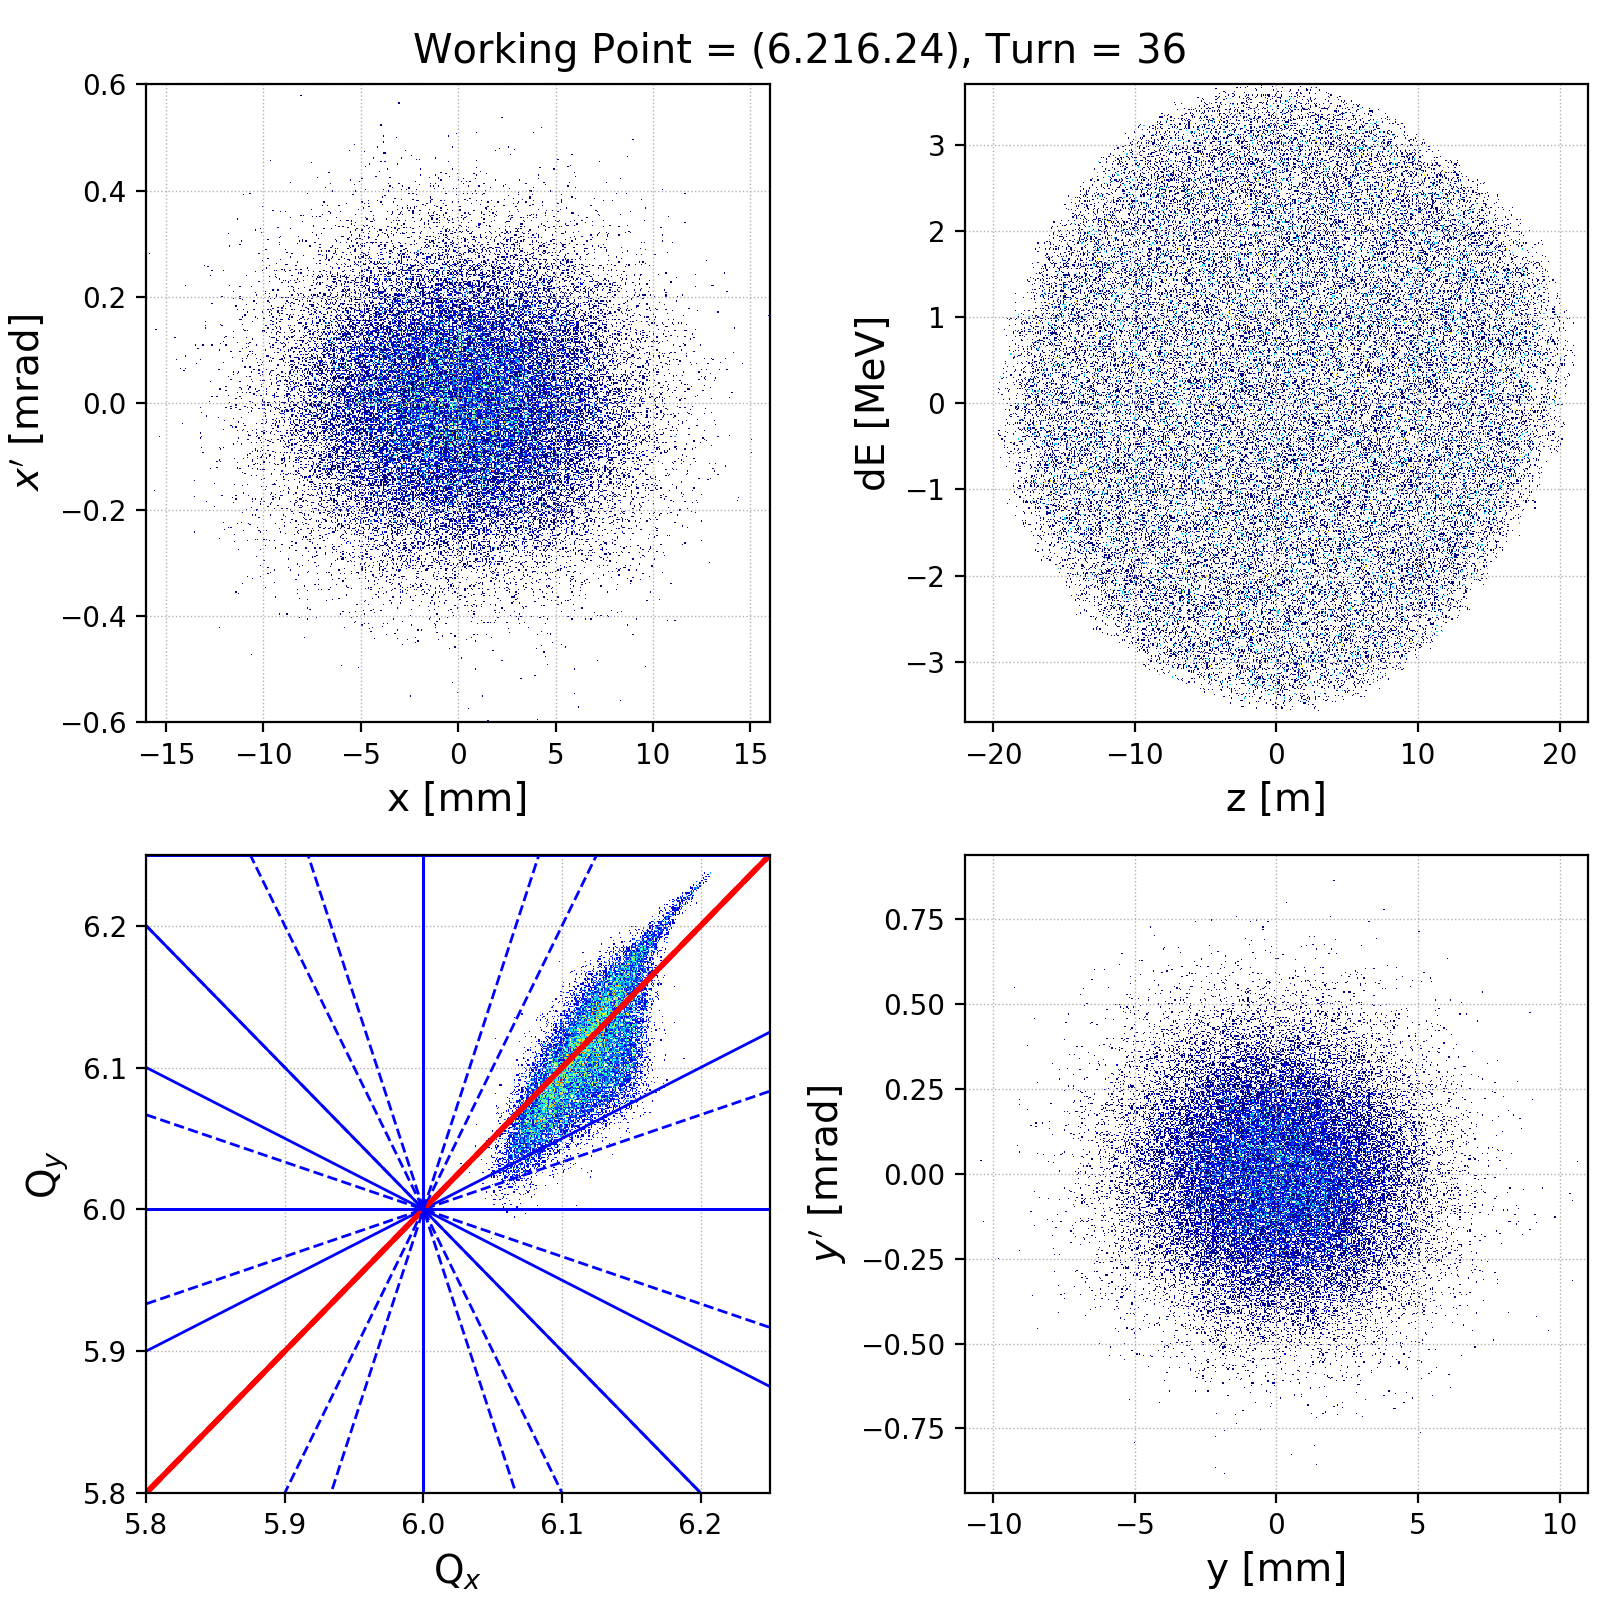 Working Point = (6.216.24), Turn = 36
0.6
0.4
0.2
0.0
−0.2
−0.4
−0.6
x′ [mrad]
−15 −10 −5 0 5 10 15
x [mm]
3
2
1
0
−1
−2
−3
dE [MeV]
−20 −10 0 10 20
z [m]
6.2
6.1
6.0
5.9
5.8
Qy
5.8 5.9 6.0 6.1 6.2
Qx
0.75
0.50
0.25
0.00
−0.25
−0.50
−0.75
y′ [mrad]
−10 −5 0 5 10
y [mm]